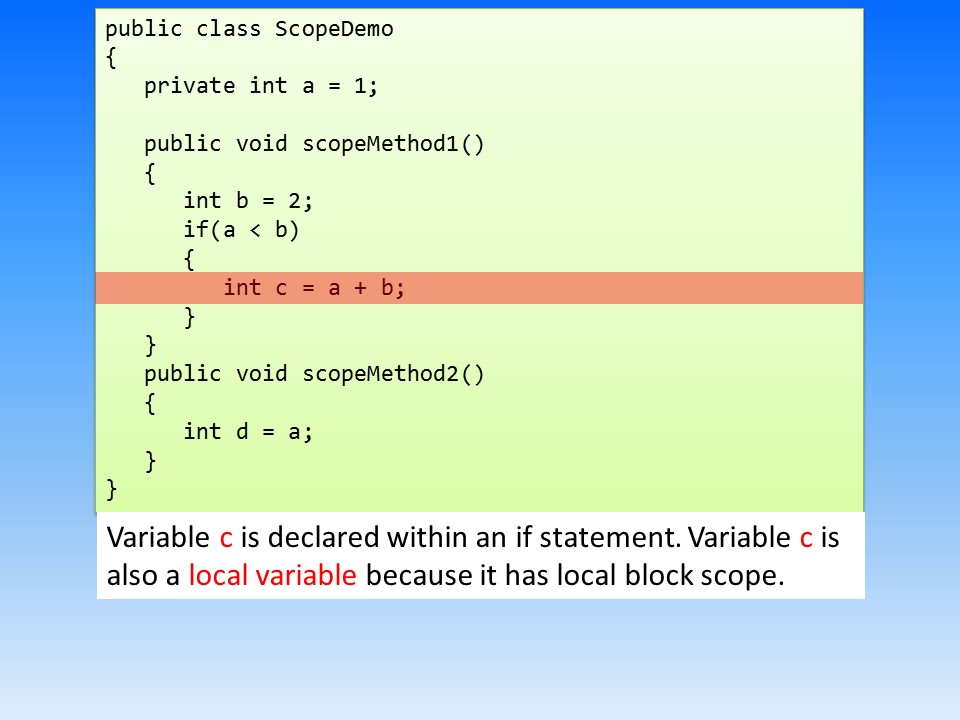 public class ScopeDemo
{
   private int a = 1;

   public void scopeMethod1()
   {
      int b = 2;
      if(a < b)
      {
         int c = a + b;
      }
   }
   public void scopeMethod2()
   {
      int d = a;
   }
}
Variable c is declared within an if statement. Variable c is
also a local variable because it has local block scope.